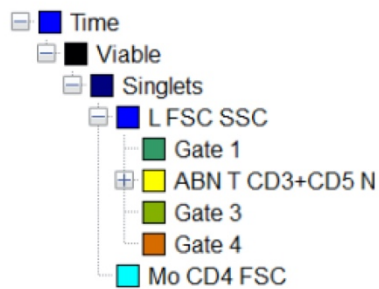 Time
Viable
Singlets
L FSC SSC
Gate 1
ABN T CD3+CD5 N
Gate 3
Gate 4
Mo CD4 FSC